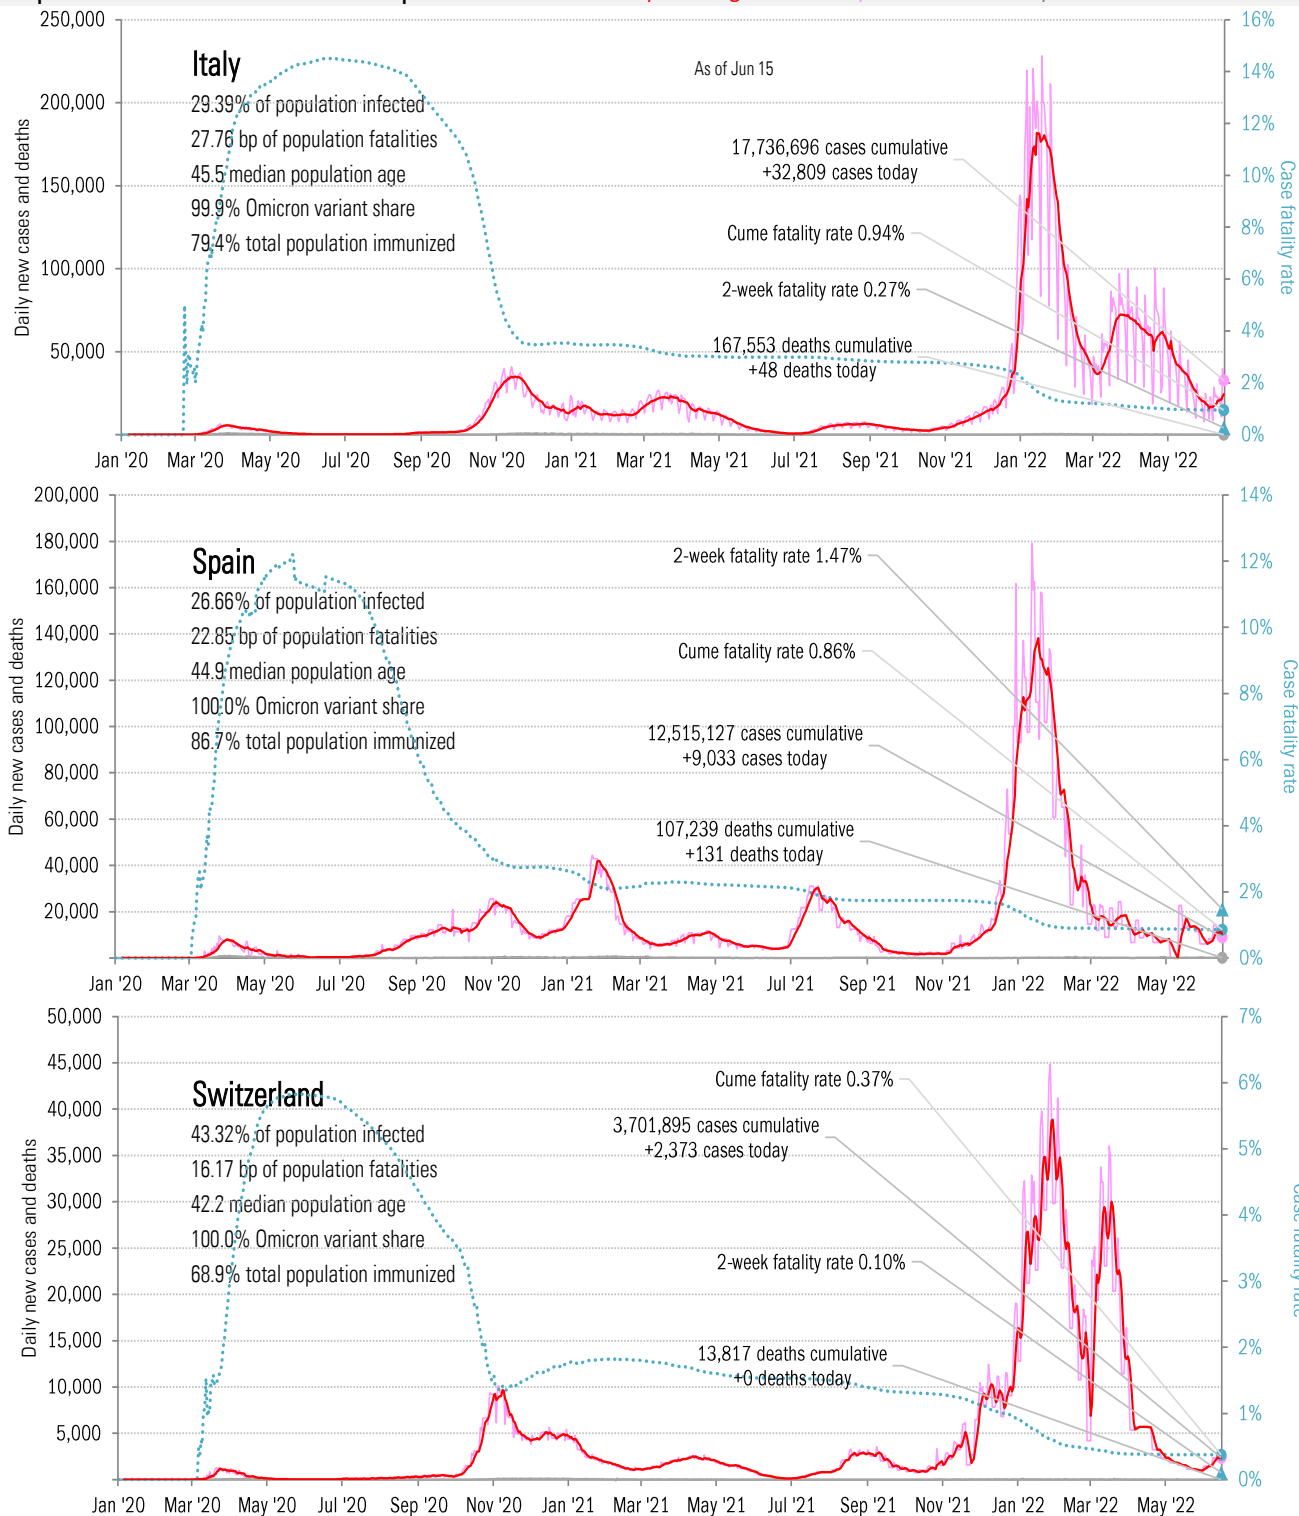 250,000
200,000
150,000
100,000
50,000
Daily new cases and deaths
Italy
29.39% of population infected
27.76 bp of population fatalities
45.5 median population age
99.9% Omicron variant share
79.4% total population immunized
As of Jun 15
17,736,696 cases cumulative
+32,809 cases today
Cume fatality rate 0.94%
2-week fatality rate 0.27%
167,553 deaths cumulative
+48 deaths today
16%
14%
12%
10%
8%
6%
4%
2%
0%
Case fatality rate
Jan '20 Mar '20 May '20 Jul '20 Sep '20 Nov '20 Jan '21 Mar '21 May '21 Jul '21 Sep '21 Nov '21 Jan '22 Mar '22 May '22
200,000
180,000
160,000
140,000
120,000
100,000
80,000
60,000
40,000
20,000
Daily new cases and deaths
Spain
26.66% of population infected
22.85 bp of population fatalities
44.9 median population age
100.0% Omicron variant share
86.7% total population immunized
2-week fatality rate 1.47%
Cume fatality rate 0.86%
12,515,127 cases cumulative
+9,033 cases today
107,239 deaths cumulative
+131 deaths today
14%
12%
10%
8%
6%
4%
2%
0%
Case fatality rate
Jan '20 Mar '20 May '20 Jul '20 Sep '20 Nov '20 Jan '21 Mar '21 May '21 Jul '21 Sep '21 Nov '21 Jan '22 Mar '22 May '22
50,000
45,000
40,000
35,000
30,000
25,000
20,000
15,000
10,000
5,000
Daily new cases and deaths
Switzerland
43.32% of population infected
16.17 bp of population fatalities
42.2 median population age
100.0% Omicron variant share
68.9% total population immunized
Cume fatality rate 0.37%
3,701,895 cases cumulative
+2,373 cases today
2-week fatality rate 0.10%
13,817 deaths cumulative
+0 deaths today
7%
6%
5%
4%
3%
2%
1%
0%
Case fatality rate
Jan '20 Mar '20 May '20 Jul '20 Sep '20 Nov '20 Jan '21 Mar '21 May '21 Jul '21 Sep '21 Nov '21 Jan '22 Mar '22 May '22